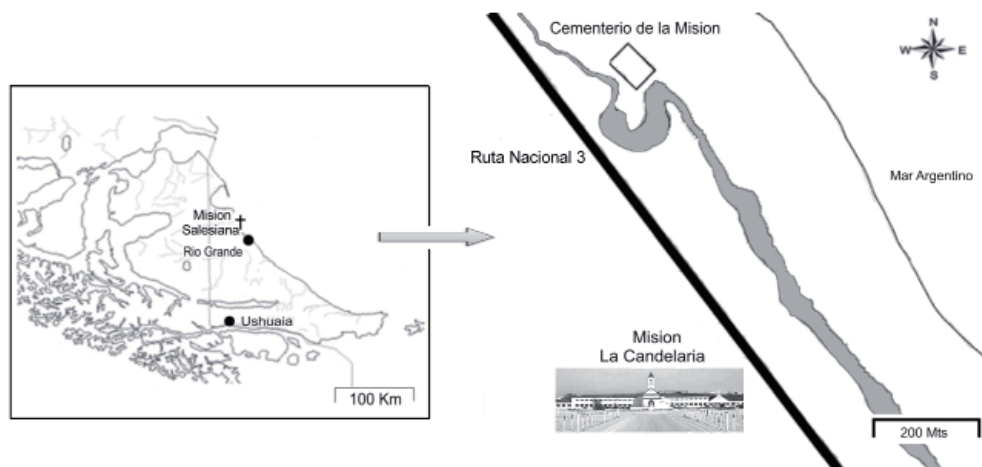 Mision
Salesiana
Rio Grande
Ushuaia
100 Km
Cementerio de la Mision
N
W E
S
Ruta Nacional 3
Mar Argentino
Mision
La Candelaria
200 Mts